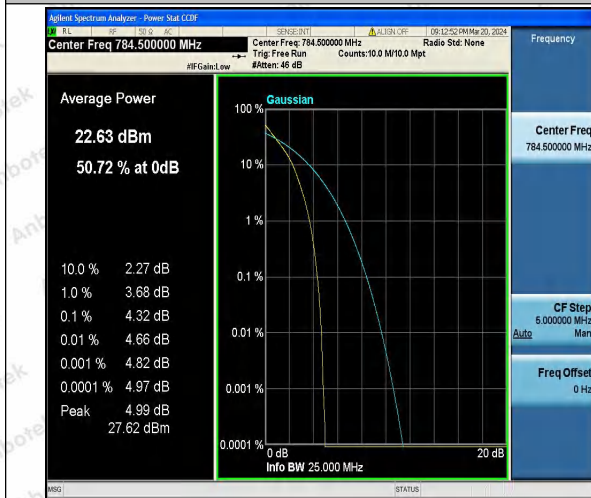 Agilent Spectrum Analyzer - Power Stat CCDF
RL RF 50 Ω AC SENSE:INT ALIGN OFF 09:12:52 PM Mar 20, 2024
Center Freq 784.500000 MHz
Center Freq: 784.500000 MHz Radio Std: None
Trig: Free Run Counts:10.0 M/10.0 Mpt
#IFGain:Low #Atten: 46 dB
Frequency
Average Power
22.63 dBm
50.72 % at 0dB
10.0 % 2.27 dB
1.0 % 3.68 dB
0.1 % 4.32 dB
0.01 % 4.66 dB
0.001 % 4.82 dB
0.0001 % 4.97 dB
Peak 4.99 dB
27.62 dBm
Gaussian
100 %
10 %
1 %
0.1 %
0.01 %
0.001 %
0.0001 %
0 dB 20 dB
Info BW 25.000 MHz
Center Freq
784.500000 MHz
CF Step
5.000000 MHz
Auto Man
Freq Offset
0 Hz
MSG STATUS